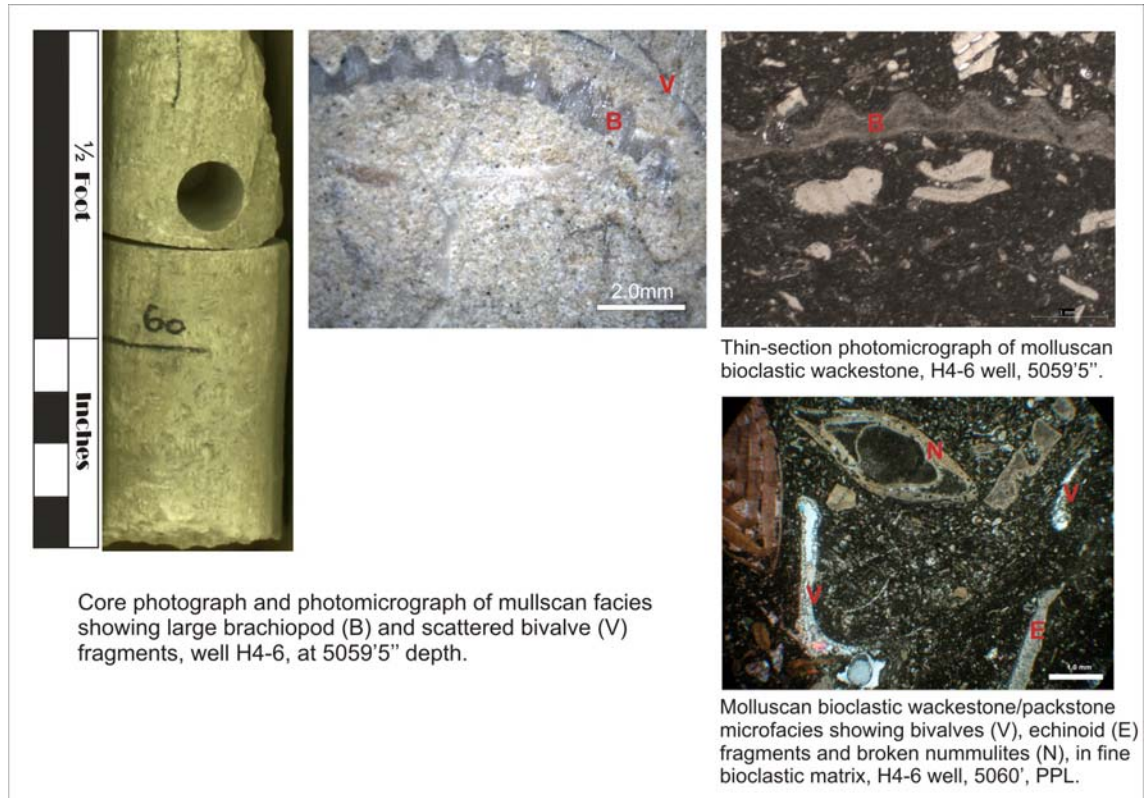 ½ Foot
Inches
60
V
B
2.0mm
B
1 mm
Thin-section photomicrograph of molluscan
bioclastic wackestone, H4-6 well, 5059'5".
N
V
V
E
1.0 mm
Core photograph and photomicrograph of mullscan facies
showing large brachiopod (B) and scattered bivalve (V)
fragments, well H4-6, at 5059'5" depth.
Molluscan bioclastic wackestone/packstone
microfacies showing bivalves (V), echinoid (E)
fragments and broken nummulites (N), in fine
bioclastic matrix, H4-6 well, 5060', PPL.